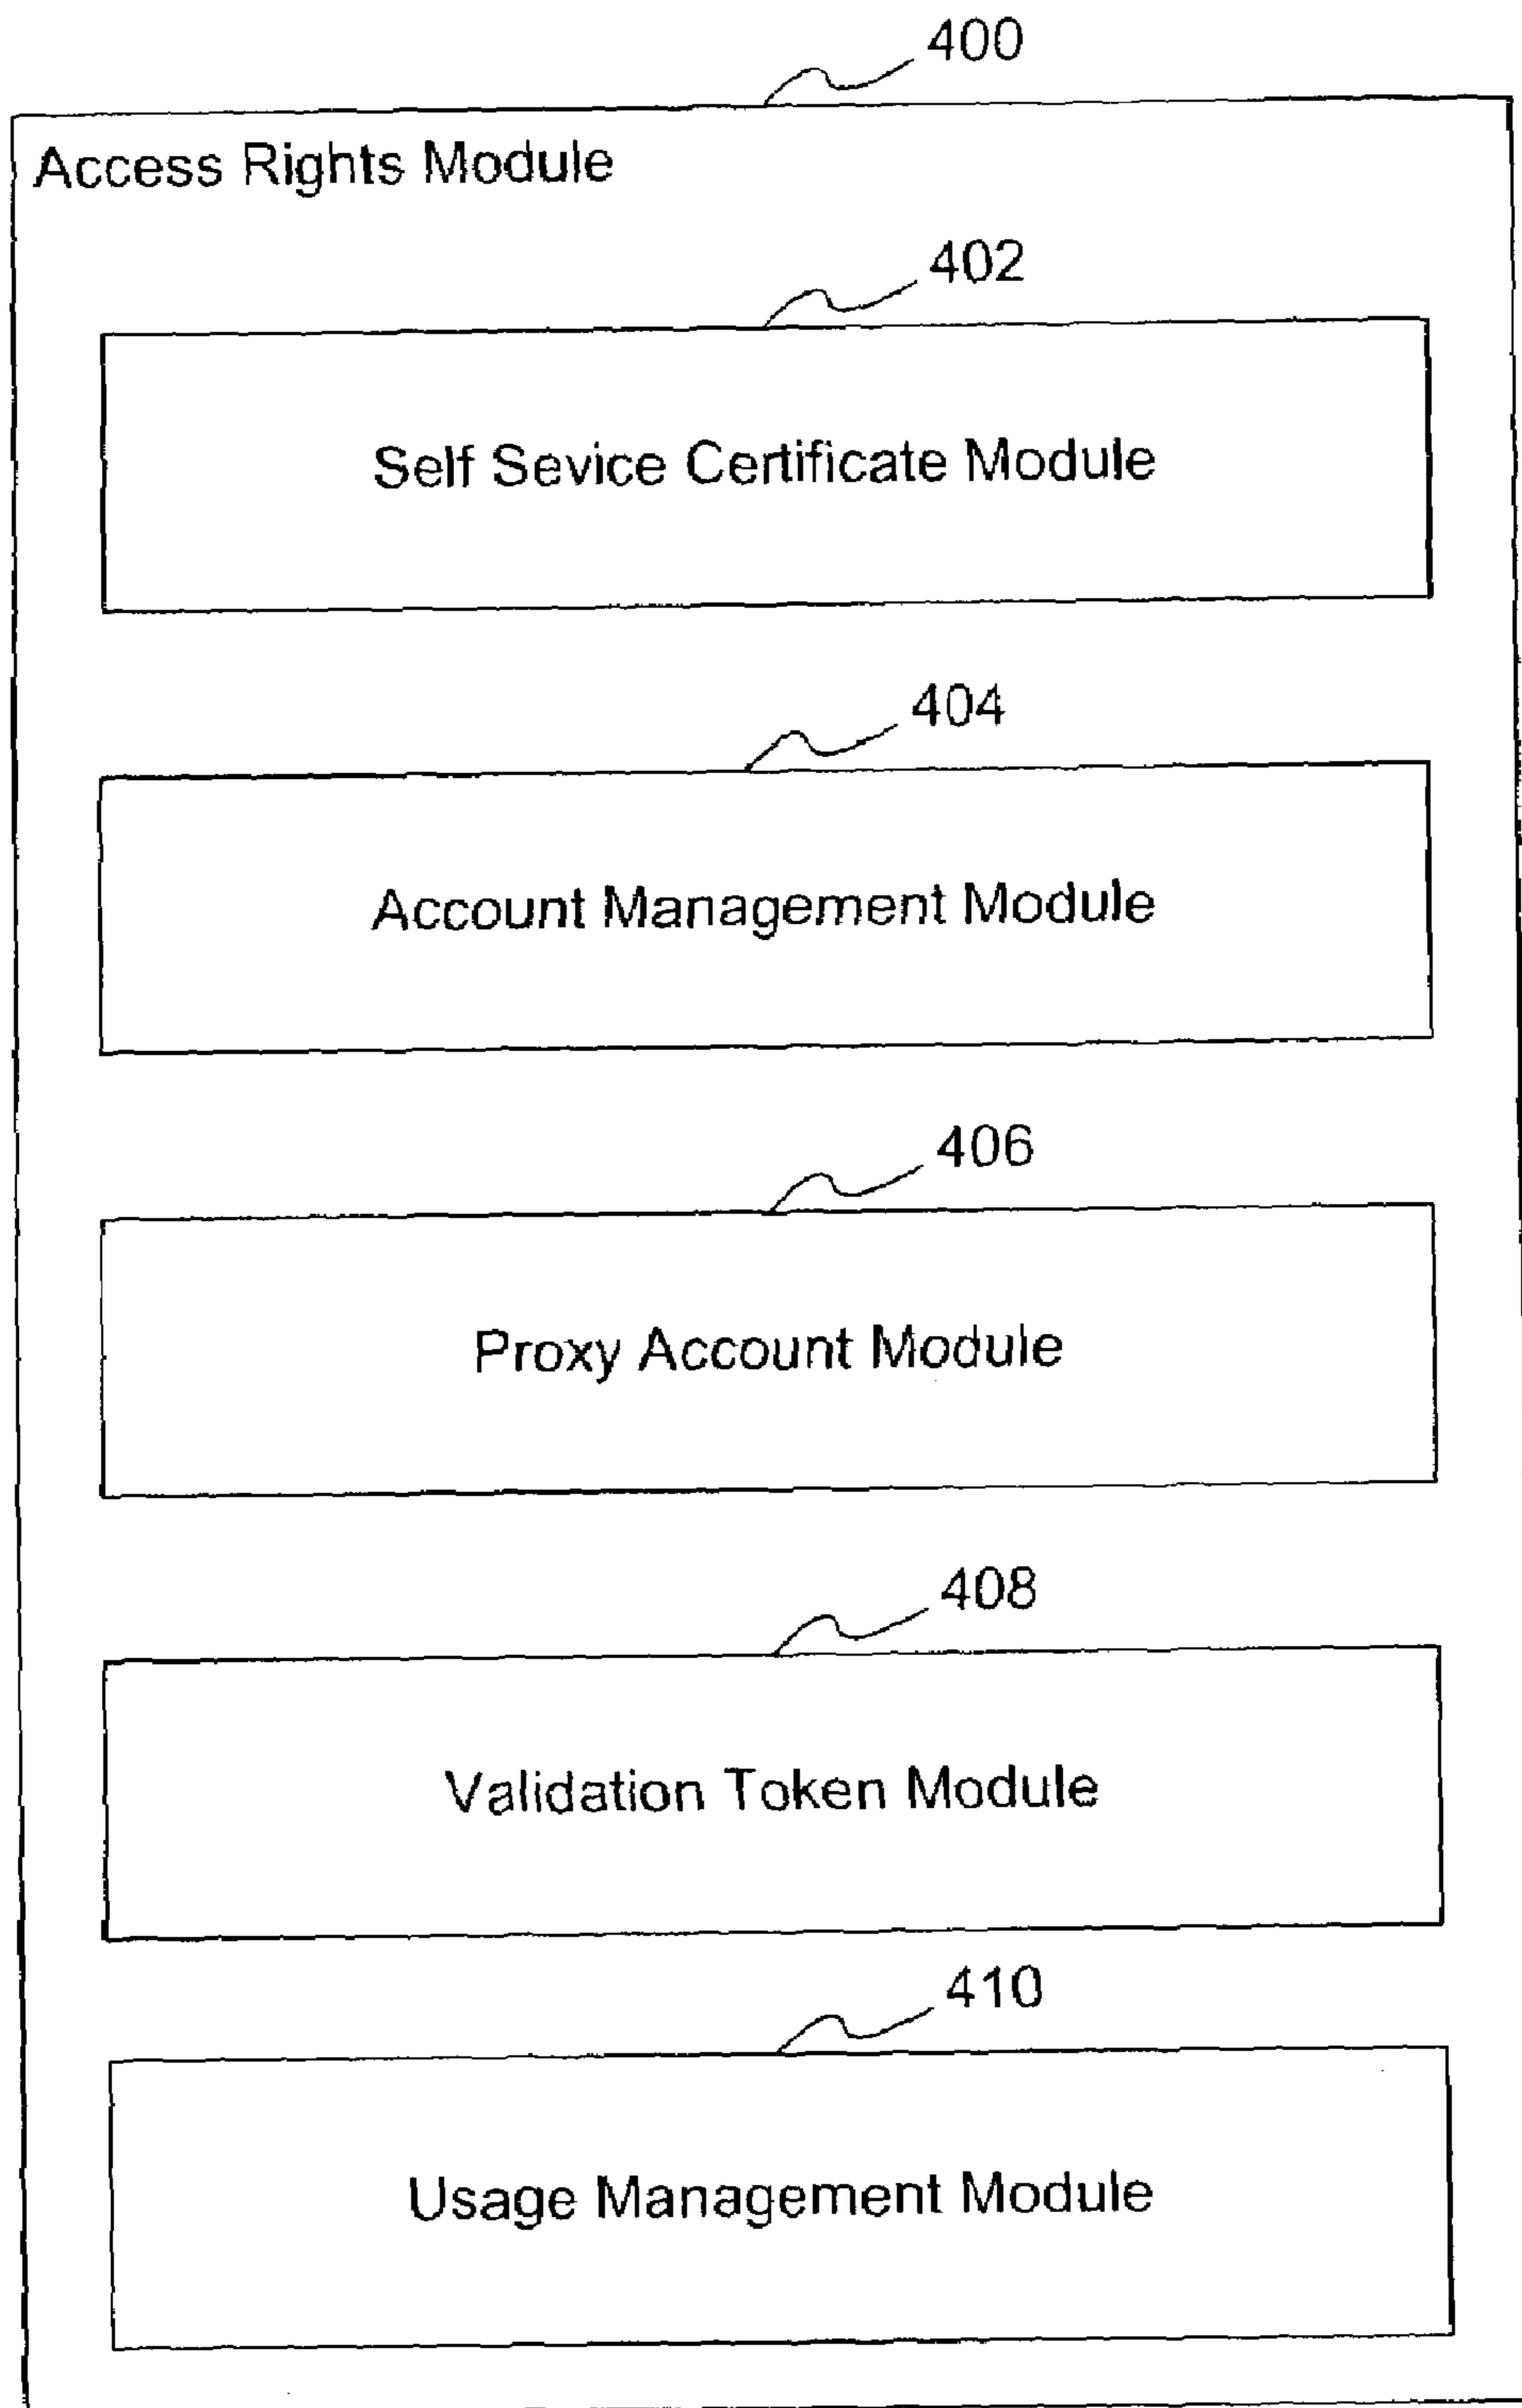 400
Access Rights Module
402
Self Sevice Certificate Module
404
Account Management Module
406
Proxy Account Module
408
Validation Token Module
410
Usage Management Module